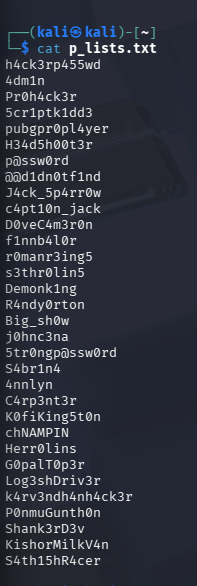 ┌──(kali㉿kali)-[~]
└─$ cat p_lists.txt
h4ck3rp455wd
4dm1n
Pr0h4ck3r
5cr1ptk1dd3
pubgpr0pl4yer
H34d5h00t3r
p@ssw0rd
@@d1dn0tf1nd
J4ck_5p4rr0w
c4pt10n_jack
D0veC4m3r0n
f1nnb4l0r
r0manr3ing5
s3thr0lin5
Demonk1ng
R4ndy0rton
Big_sh0w
j0hnc3na
5tr0ngp@ssw0rd
S4br1n4
4nnlyn
C4rp3nt3r
K0fiKing5t0n
chNAMPIN
Herr0lins
G0palT0p3r
Log3shDriv3r
k4rv3ndh4nh4ck3r
P0nmuGunth0n
Shank3rD3v
KishorMilkV4n
S4th15hR4cer